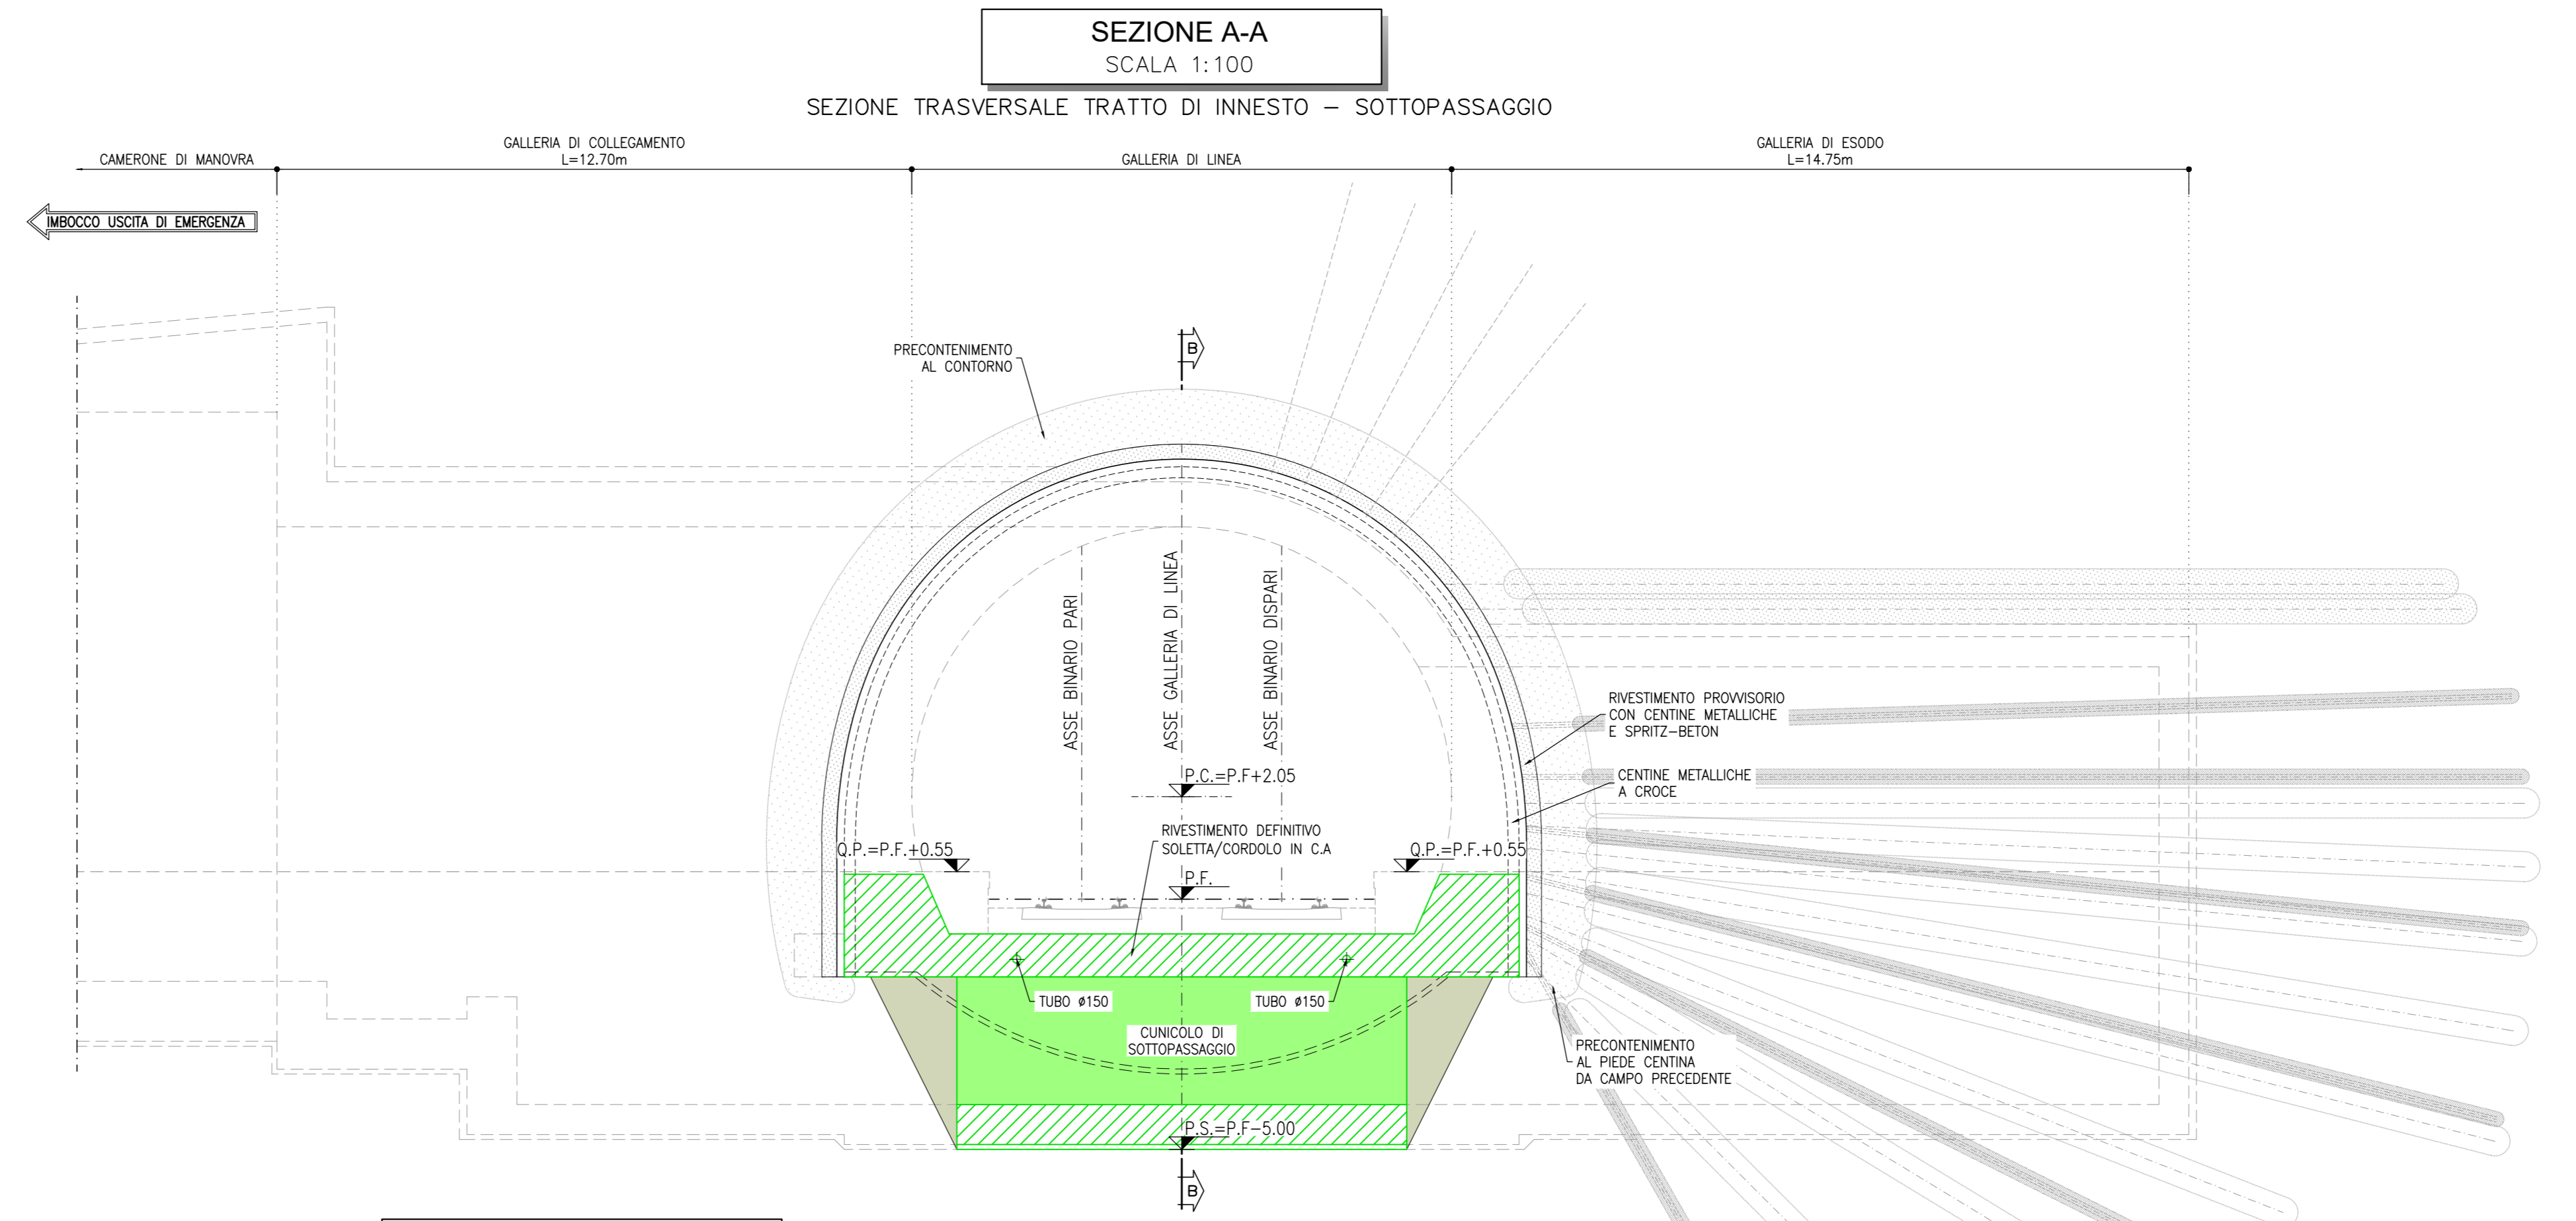 SEZIONE A-A
SCALA 1:100
SEZIONE TRASVERSALE TRATTO DI INNESTO – SOTTOPASSAGGIO
CAMERONE DI MANOVRA
GALLERIA DI COLLEGAMENTO
L=12.70m
GALLERIA DI LINEA
GALLERIA DI ESODO
L=14.75m
IMBOCCO USCITA DI EMERGENZA
B
PRECONTENIMENTO
AL CONTORNO
ASSE BINARIO PARI
ASSE GALLERIA DI LINEA
ASSE BINARIO DISPARI
RIVESTIMENTO PROVVISORIO
CON CENTINE METALLICHE
E SPRITZ–BETON
P.C.=P.F+2.05
CENTINE METALLICHE
A CROCE
RIVESTIMENTO DEFINITIVO
SOLETTA/CORDOLO IN C.A
Q.P.=P.F.+0.55
Q.P.=P.F.+0.55
P.F.
TUBO ø150
TUBO ø150
CUNICOLO DI
SOTTOPASSAGGIO
PRECONTENIMENTO
AL PIEDE CENTINA
DA CAMPO PRECEDENTE
P.S.=P.F–5.00
B